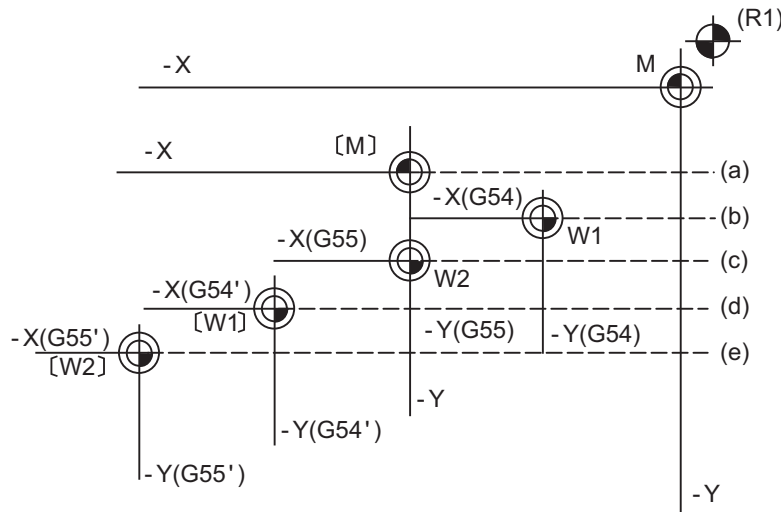 (R1)
-X M
-X 〔M〕 (a)
-X(G54) (b)
-X(G55) W1 (c)
W2
-X(G54') (d)
〔W1〕
-X(G55') -Y(G55) -Y(G54) (e)
〔W2〕
-Y
-Y(G54')
-Y(G55')
-Y